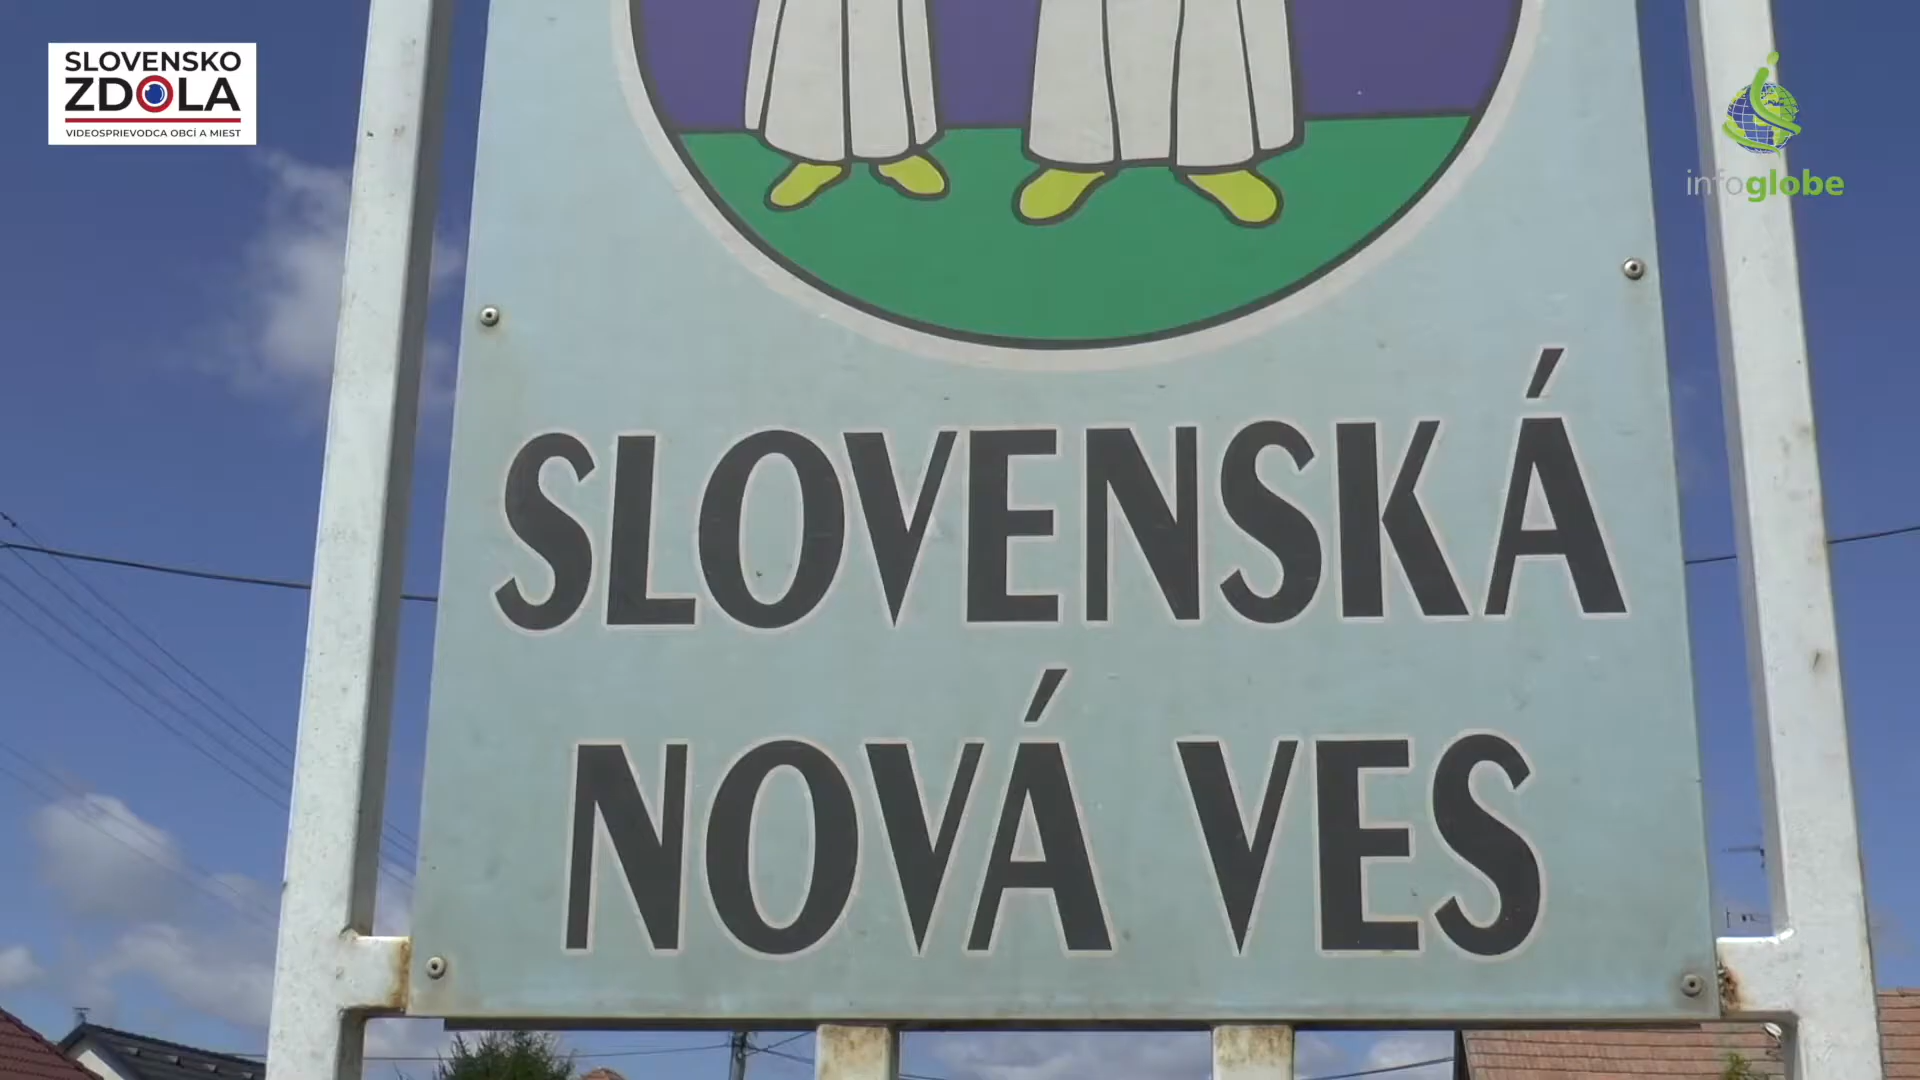 SLOVENSKO
ZDOLA
VIDEOSPRIEVODCA OBCÍ A MIEST
infoglobe
SLOVENSKÁ
NOVÁ VES